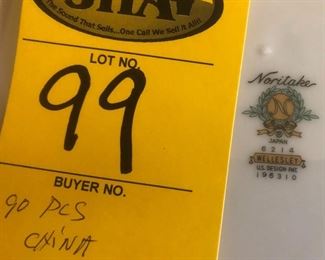 SHAW
The Sound That Sells...One Call We Sell It All!
LOT NO.
99
BUYER NO.
90 PCS
CHINA
Noritake
N
JAPAN
6214
WELLESLEY
U.S. DESIGN PAT.
196310